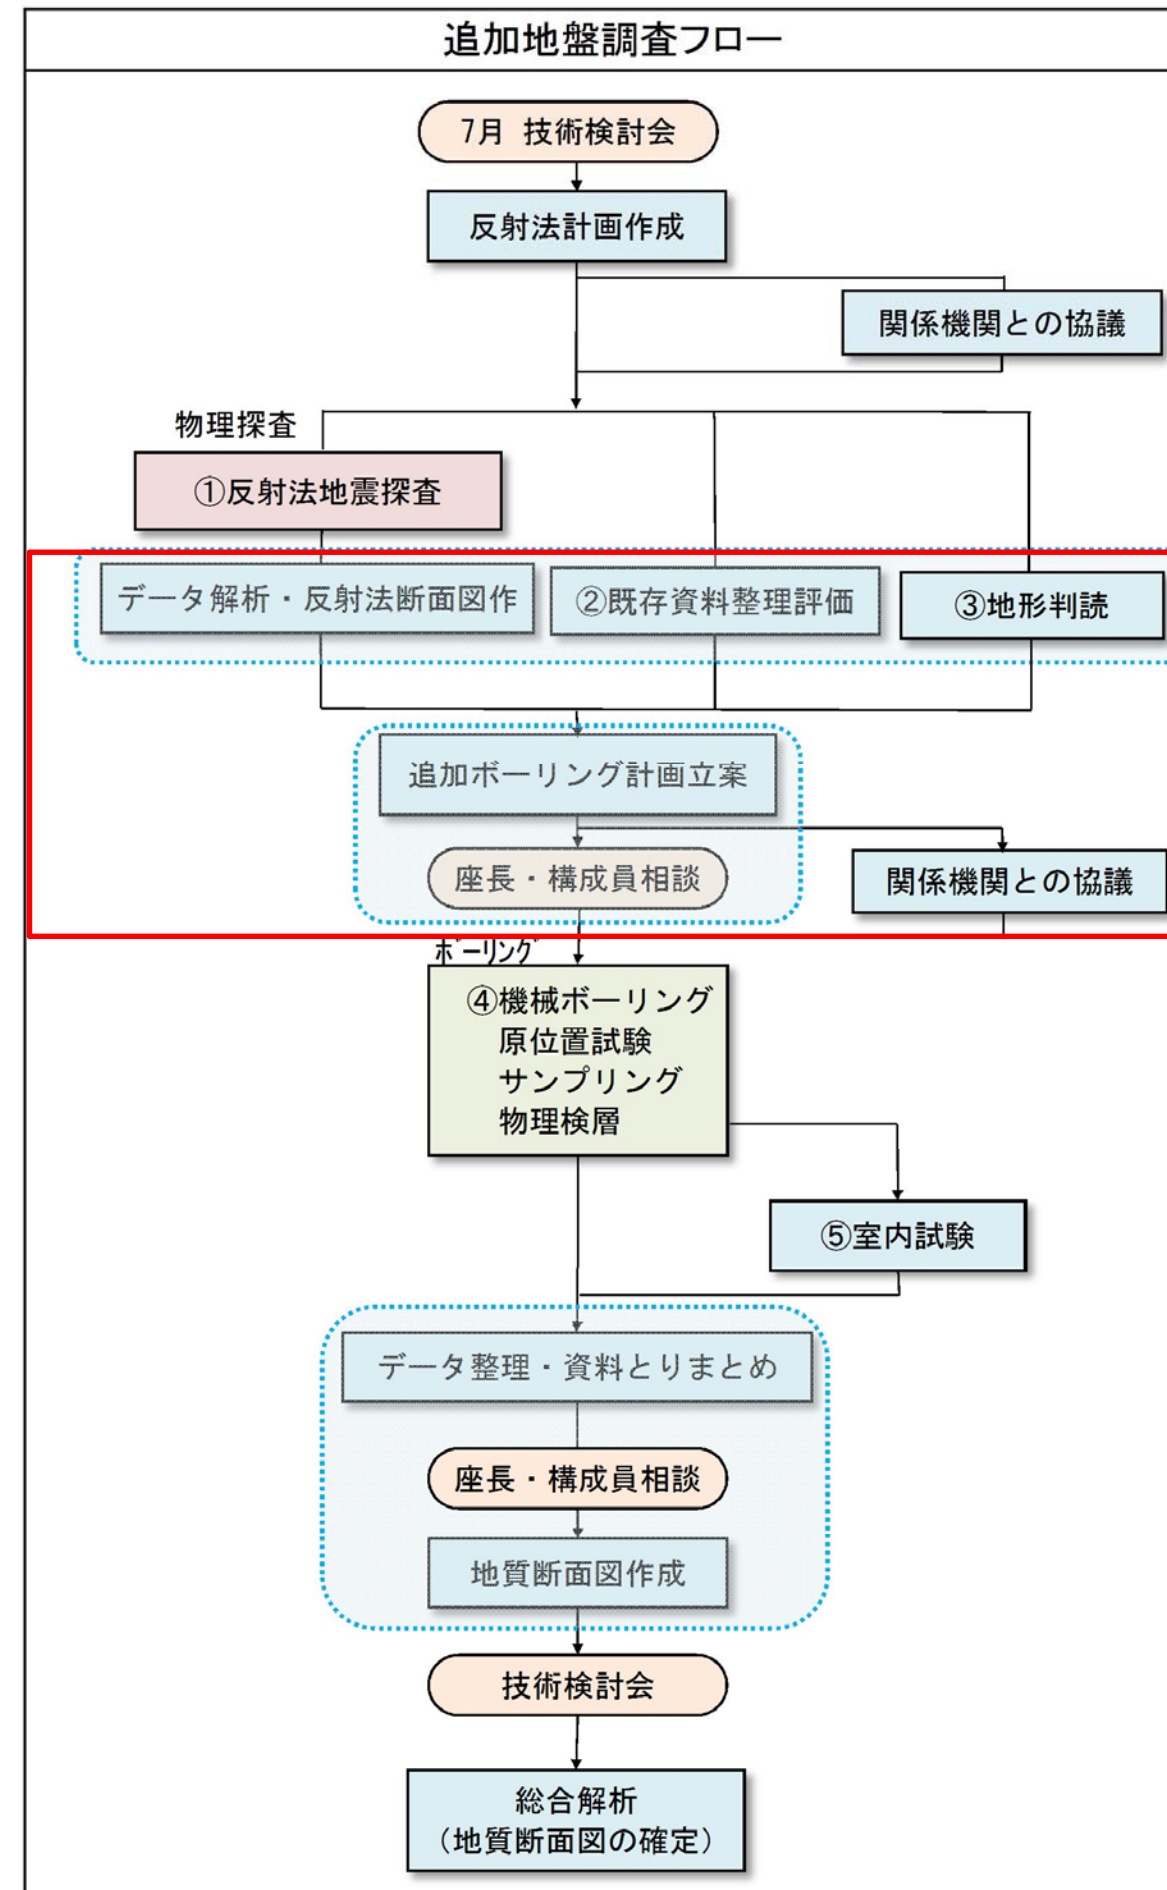 追加地盤調査フロー
7月 技術検討会
反射法計画作成
関係機関との協議
物理探査
①反射法地震探査
データ解析・反射法断面図作
②既存資料整理評価
③地形判読
追加ボーリング計画立案
座長・構成員相談
関係機関との協議
ボーリング
④機械ボーリング
原位置試験
サンプリング
物理検層
⑤室内試験
データ整理・資料とりまとめ
座長・構成員相談
地質断面図作成
技術検討会
総合解析
（地質断面図の確定）